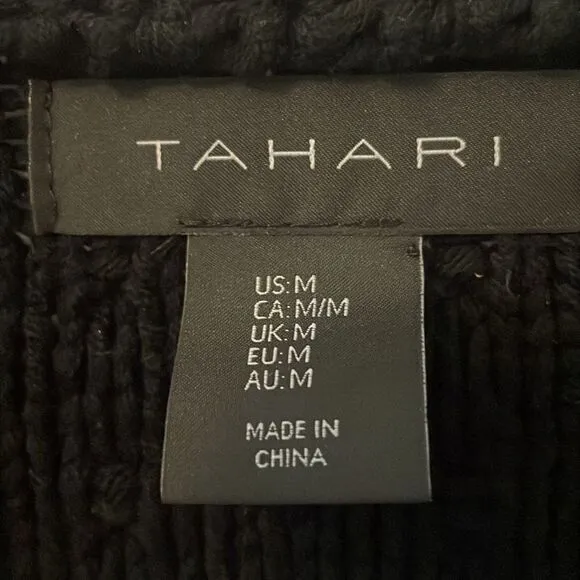 TAHARI
US: M
CA: M/M
UK: M
EU: M
AU: M
MADE IN
CHINA